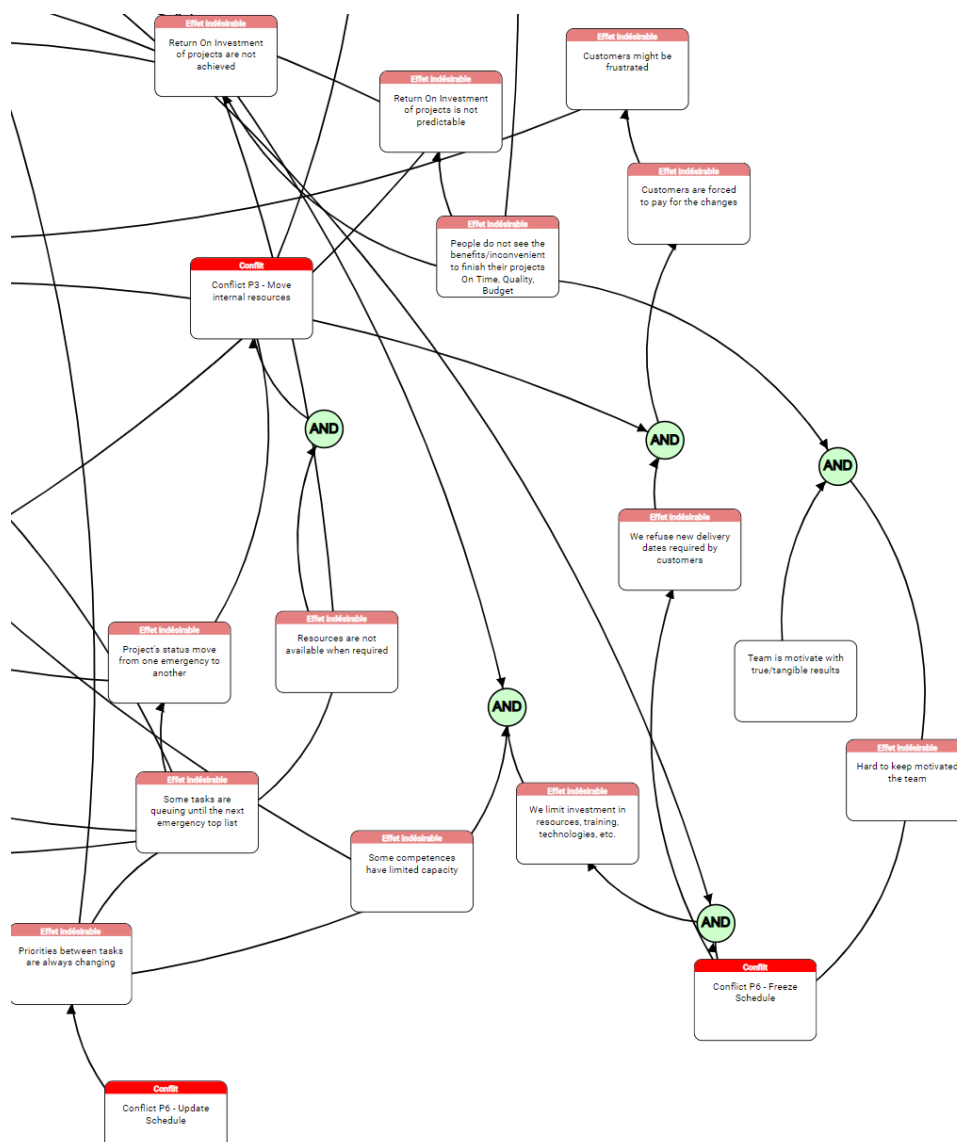 Effet indésirable
Return On Investment
of projects are not
achieved
Effet indésirable
Customers might be
frustrated
Effet indésirable
Return On Investment
of projects is not
predictable
Effet indésirable
Customers are forced
to pay for the changes
Effet indésirable
People do not see the
benefits/inconvenient
to finish their projects
On Time, Quality,
Budget
Conflit
Conflict P3 - Move
internal resources
AND
AND
AND
Effet indésirable
We refuse new delivery
dates required by
customers
Effet indésirable
Resources are not
available when required
Effet indésirable
Project's status move
from one emergency to
another
Team is motivate with
true/tangible results
AND
Effet indésirable
Hard to keep motivated
the team
Effet indésirable
Some tasks are
queuing until the next
emergency top list
Effet indésirable
We limit investment in
resources, training,
technologies, etc.
Effet indésirable
Some competences
have limited capacity
AND
Effet indésirable
Priorities between tasks
are always changing
Conflit
Conflict P6 - Freeze
Schedule
Conflit
Conflict P6 - Update
Schedule